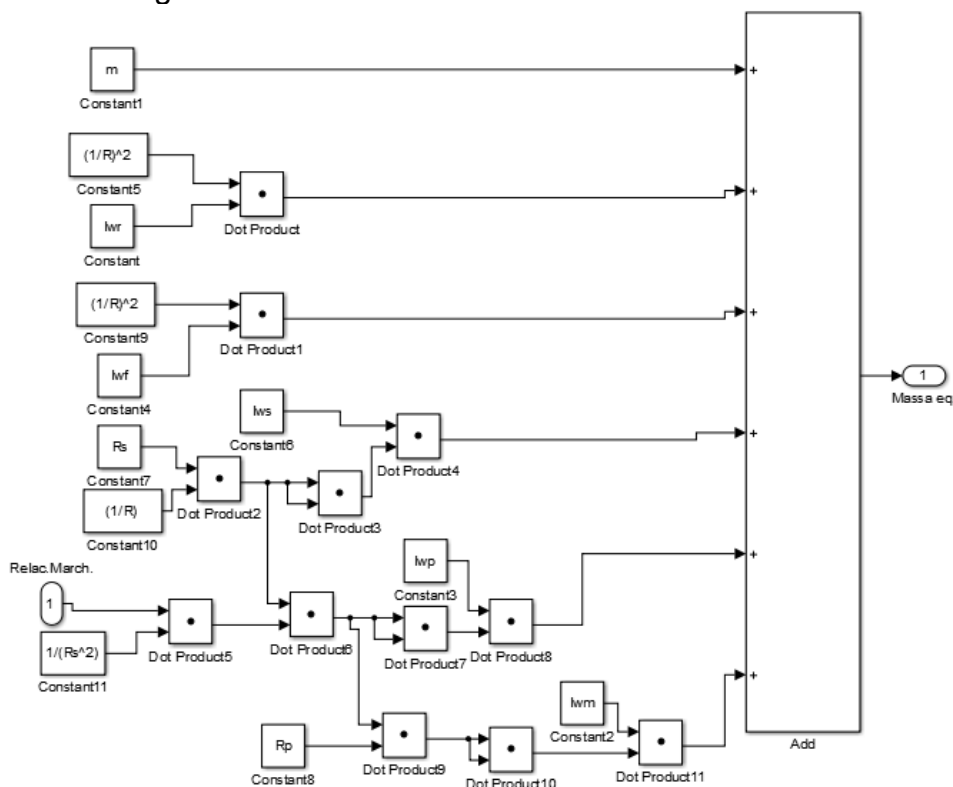 m
Constant1
(1/R)^2
Constant5
Iwr
Constant
Dot Product
(1/R)^2
Constant9
Dot Product1
Iwf
Constant4
Iws
Constant6
Dot Product4
Rs
Constant7
(1/R)
Constant10
Dot Product2
Dot Product3
1
Massa eq
+
+
+
+
+
+
Add
Relac.March.
1
1/(Rs^2)
Constant11
Dot Product5
Dot Product6
Iwp
Constant3
Dot Product7
Dot Product8
Rp
Constant8
Dot Product9
Dot Product10
Iwm
Constant2
Dot Product11